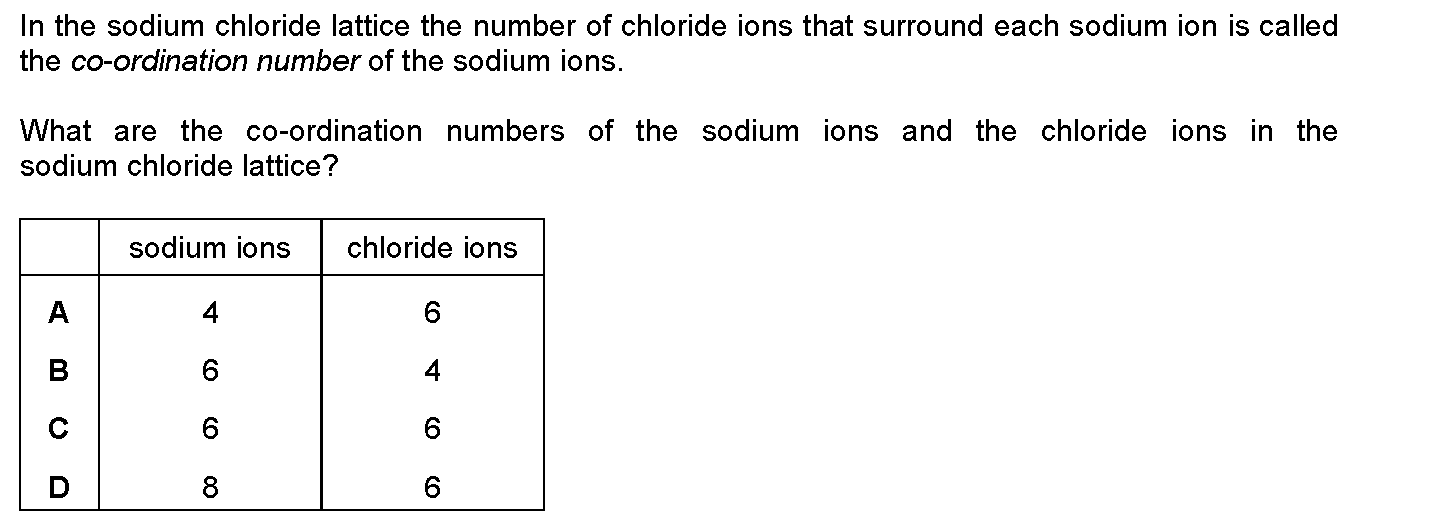 In the sodium chloride lattice the number of chloride ions that surround each sodium ion is called
the co-ordination number of the sodium ions.
What are the co-ordination numbers of the sodium ions and the chloride ions in the
sodium chloride lattice?
sodium ions chloride ions
A 4 6
B 6 4
C 6 6
D 8 6